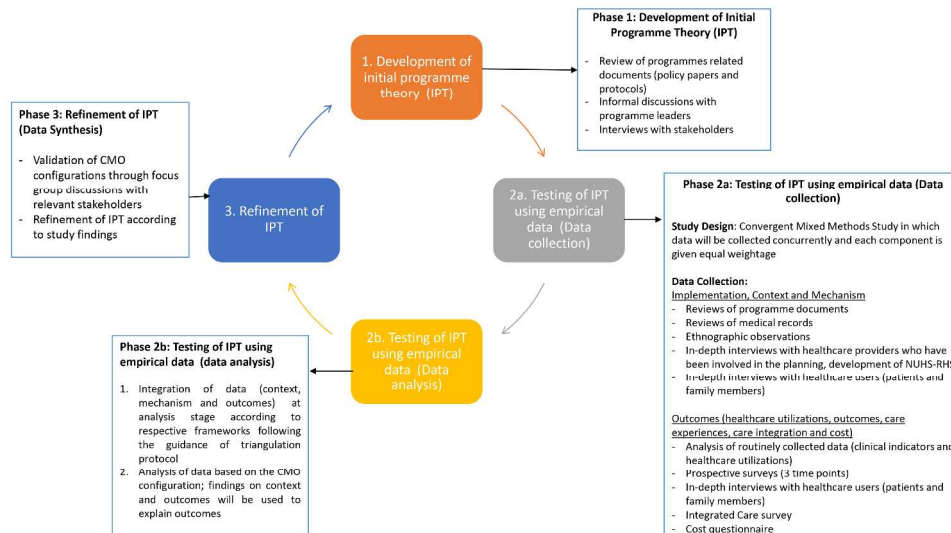 Phase 1: Development of Initial
Programme Theory (IPT)
- Review of programmes related
documents (policy papers and
protocols)
- Informal discussions with
programme leaders
- Interviews with stakeholders
1. Development of
initial programme
theory (IPT)
Phase 3: Refinement of IPT
(Data Synthesis)
- Validation of CMO
configurations through focus
group discussions with
relevant stakeholders
- Refinement of IPT according
to study findings
3. Refinement of
IPT
2a. Testing of IPT
using empirical
data (Data
collection)
Phase 2a: Testing of IPT using empirical data (Data
collection)
Study Design: Convergent Mixed Methods Study in which
data will be collected concurrently and each component is
given equal weightage
Data Collection:
Implementation, Context and Mechanism
- Reviews of programme documents
- Reviews of medical records
- Ethnographic observations
- In-depth interviews with healthcare providers who have
been involved in the planning, development of NUHS-RHS
- In-depth interviews with healthcare users (patients and
family members)
Outcomes (healthcare utilizations, outcomes, care
experiences, care integration and cost)
- Analysis of routinely collected data (clinical indicators and
healthcare utilizations)
- Prospective surveys (3 time points)
- In-depth interviews with healthcare users (patients and
family members)
- Integrated Care survey
- Cost questionnaire
2b. Testing of IPT
using empirical
data (Data
analysis)
Phase 2b: Testing of IPT using
empirical data (data analysis)
1. Integration of data (context,
mechanism and outcomes) at
analysis stage according to
respective frameworks following
the guidance of triangulation
protocol
2. Analysis of data based on the CMO
configuration; findings on context
and outcomes will be used to
explain outcomes